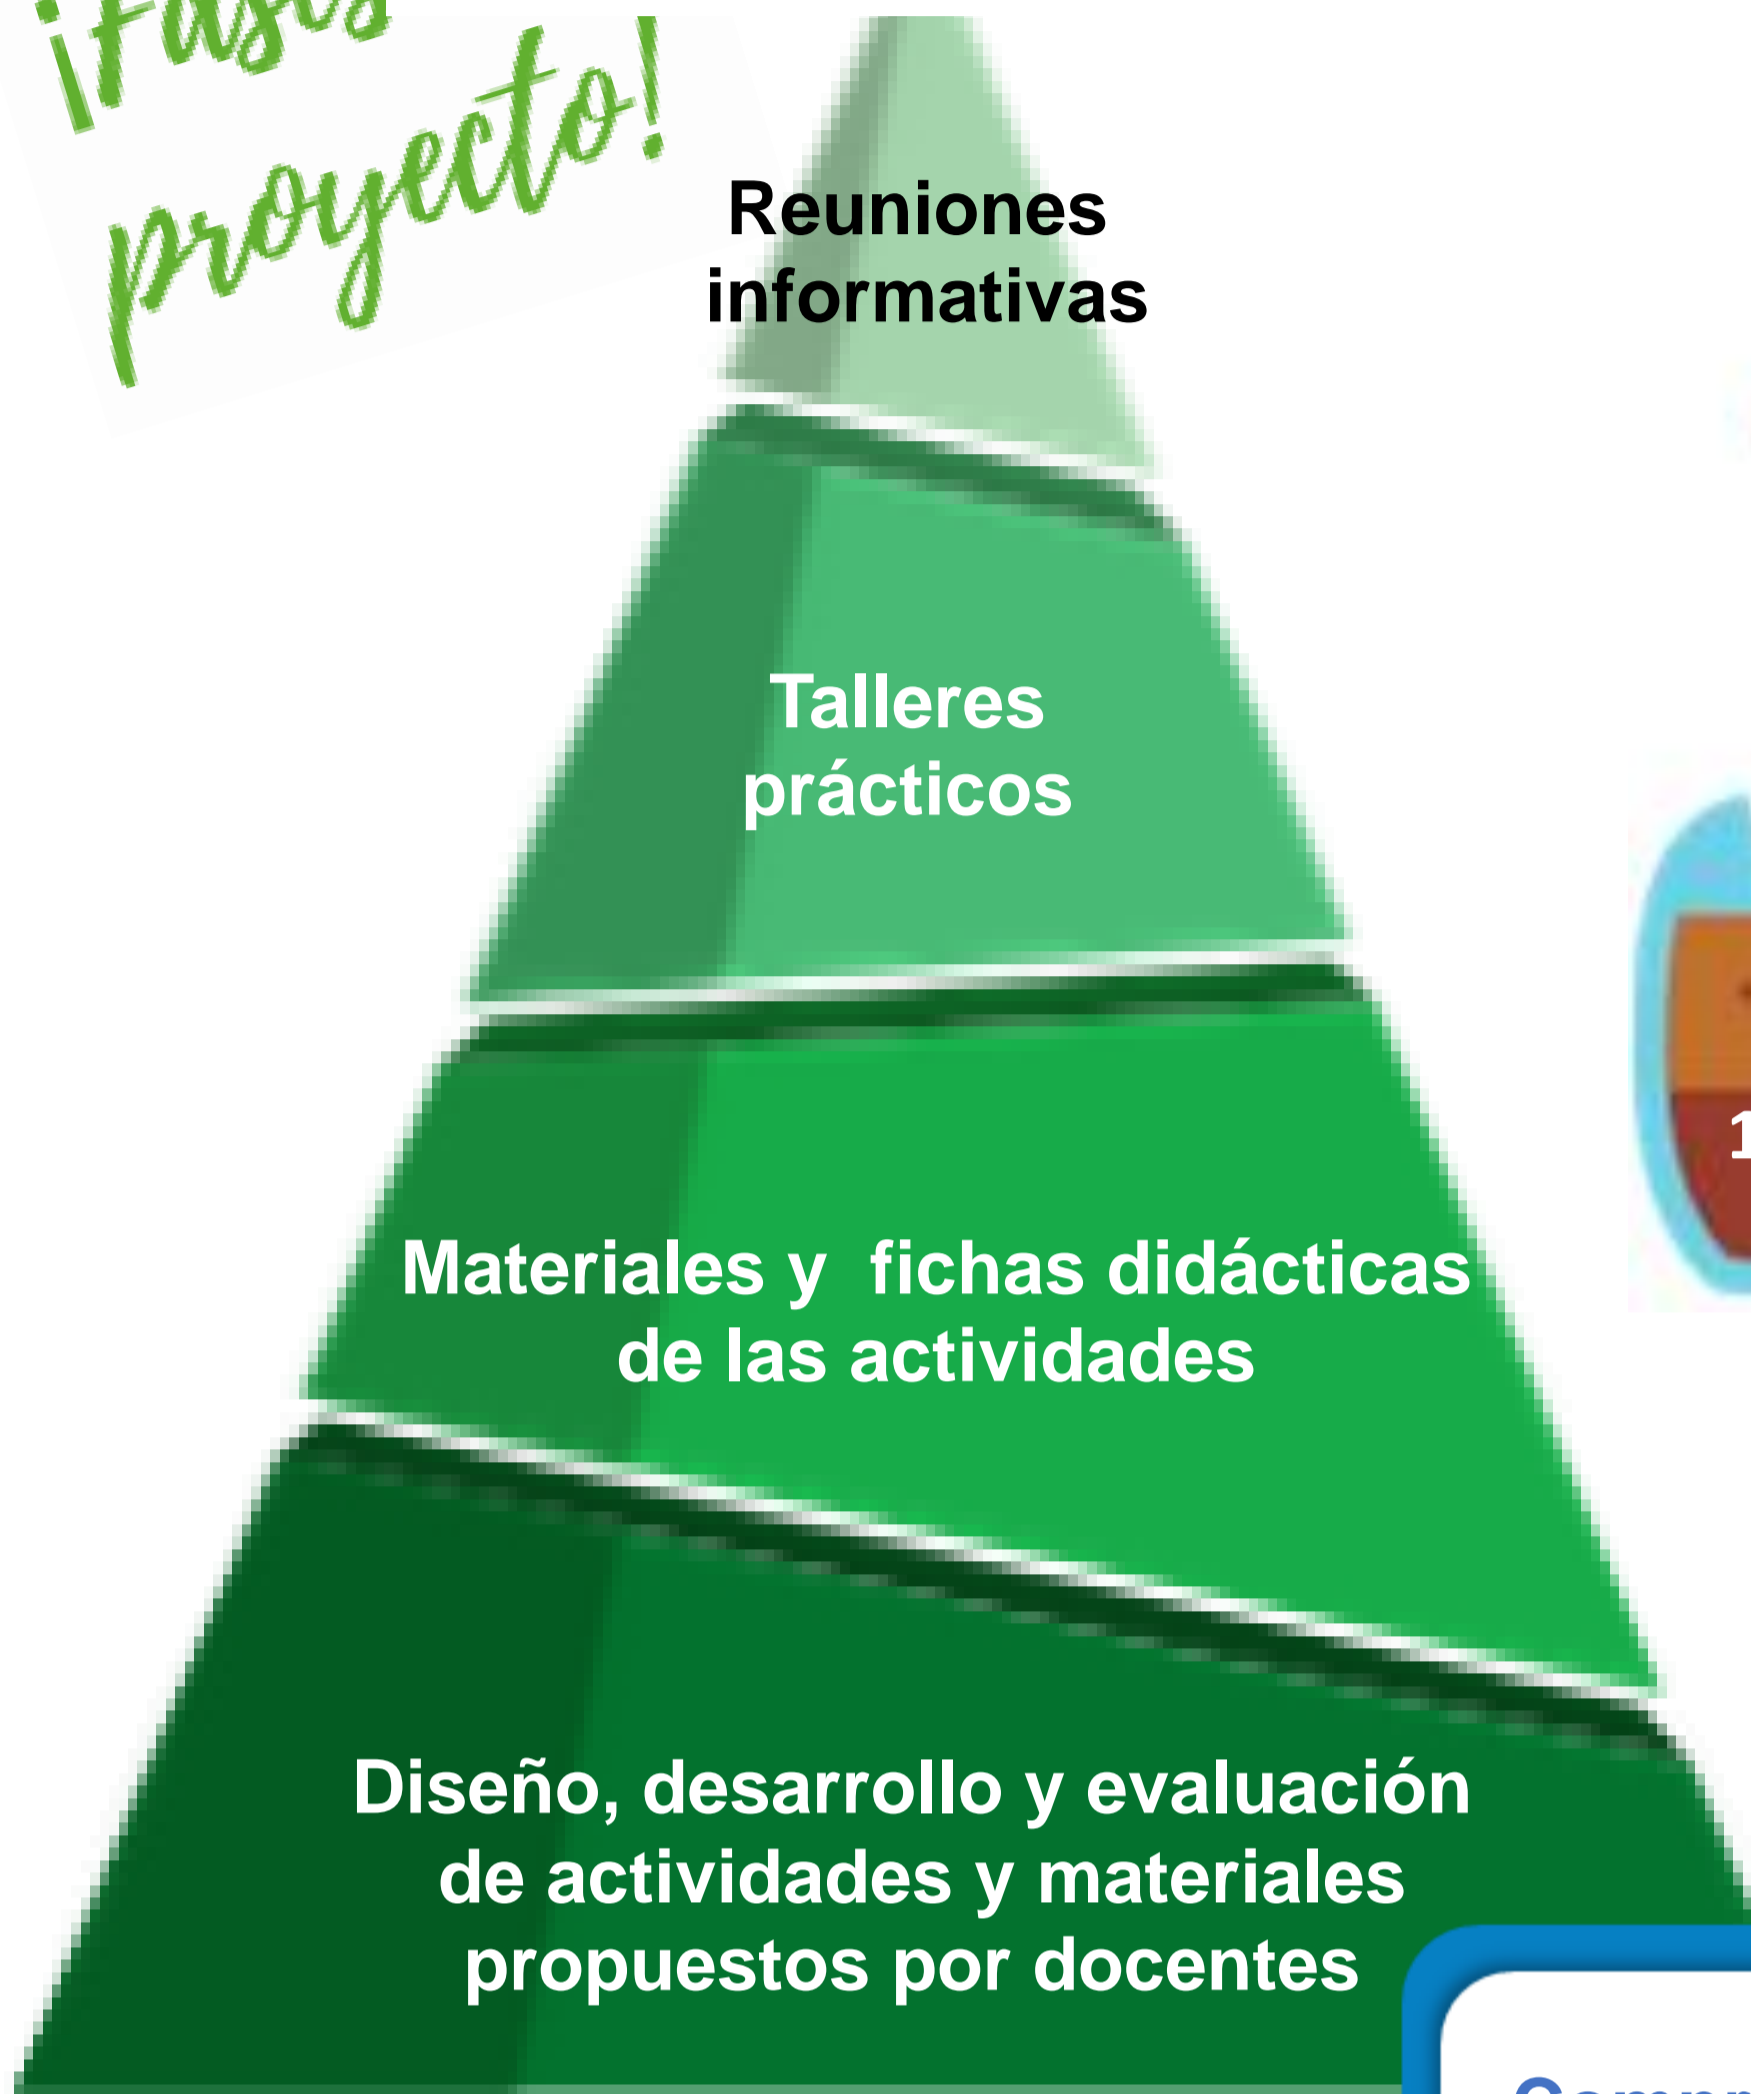 proyecto!
Reuniones
informativas
Talleres
prácticos
1
Materiales y fichas didácticas
de las actividades
Diseño, desarrollo y evaluación
de actividades y materiales
propuestos por docentes